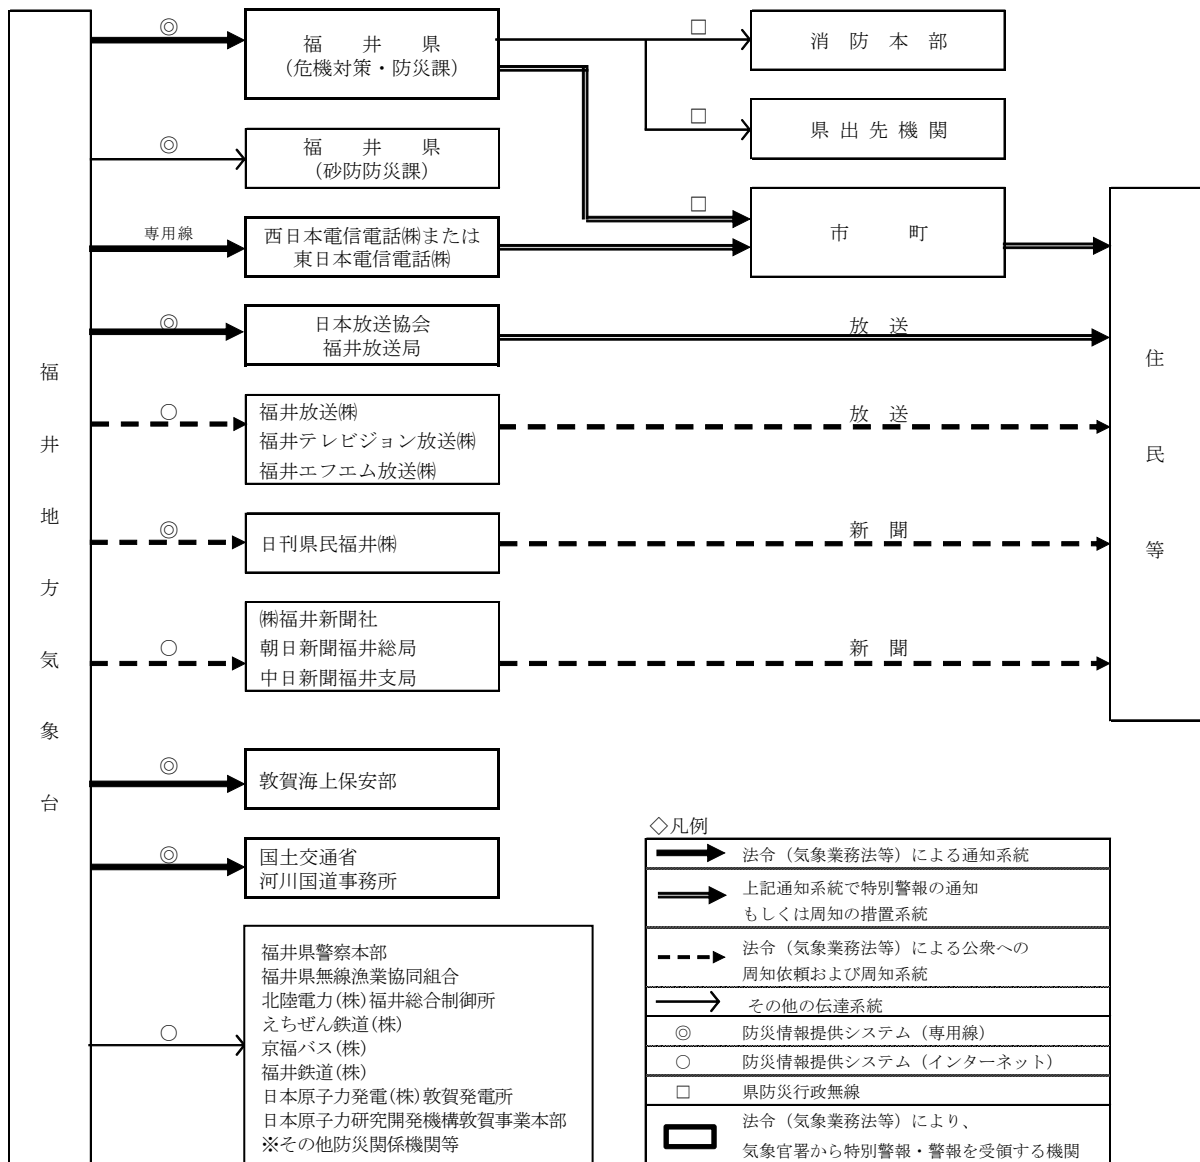 福井地方気象台
◎
福井県
(危機対策・防災課)
□
消防本部
□
県出先機関
◎
福井県
(砂防防災課)
□
市町
専用線
西日本電信電話㈱または
東日本電信電話㈱
◎
日本放送協会
福井放送局
放送
○
福井放送㈱
福井テレビジョン放送㈱
福井エフエム放送㈱
放送
◎
日刊県民福井㈱
新聞
○
㈱福井新聞社
朝日新聞福井総局
中日新聞福井支局
新聞
住民等
◎
敦賀海上保安部
◎
国土交通省
河川国道事務所
○
福井県警察本部
福井県無線漁業協同組合
北陸電力(株)福井総合制御所
えちぜん鉄道(株)
京福バス(株)
福井鉄道(株)
日本原子力発電(株)敦賀発電所
日本原子力研究開発機構敦賀事業本部
※その他防災関係機関等
◇凡例
法令（気象業務法等）による通知系統
上記通知系統で特別警報の通知
もしくは周知の措置系統
法令（気象業務法等）による公衆への
周知依頼および周知系統
その他の伝達系統
◎ 防災情報提供システム（専用線）
○ 防災情報提供システム（インターネット）
□ 県防災行政無線
法令（気象業務法等）により、
気象官署から特別警報・警報を受領する機関